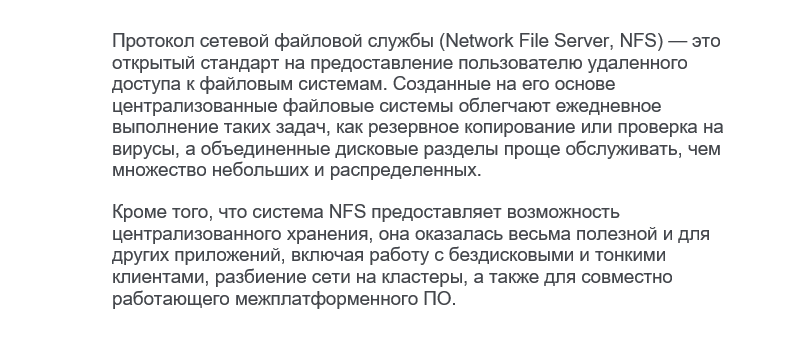 Протокол сетевой файловой службы (Network File Server, NFS) — это
открытый стандарт на предоставление пользователю удаленного
доступа к файловым системам. Созданные на его основе
централизованные файловые системы облегчают ежедневное
выполнение таких задач, как резервное копирование или проверка на
вирусы, а объединенные дисковые разделы проще обслуживать, чем
множество небольших и распределенных.
Кроме того, что система NFS предоставляет возможность
централизованного хранения, она оказалась весьма полезной и для
других приложений, включая работу с бездисковыми и тонкими
клиентами, разбиение сети на кластеры, а также для совместно
работающего межплатформенного ПО.